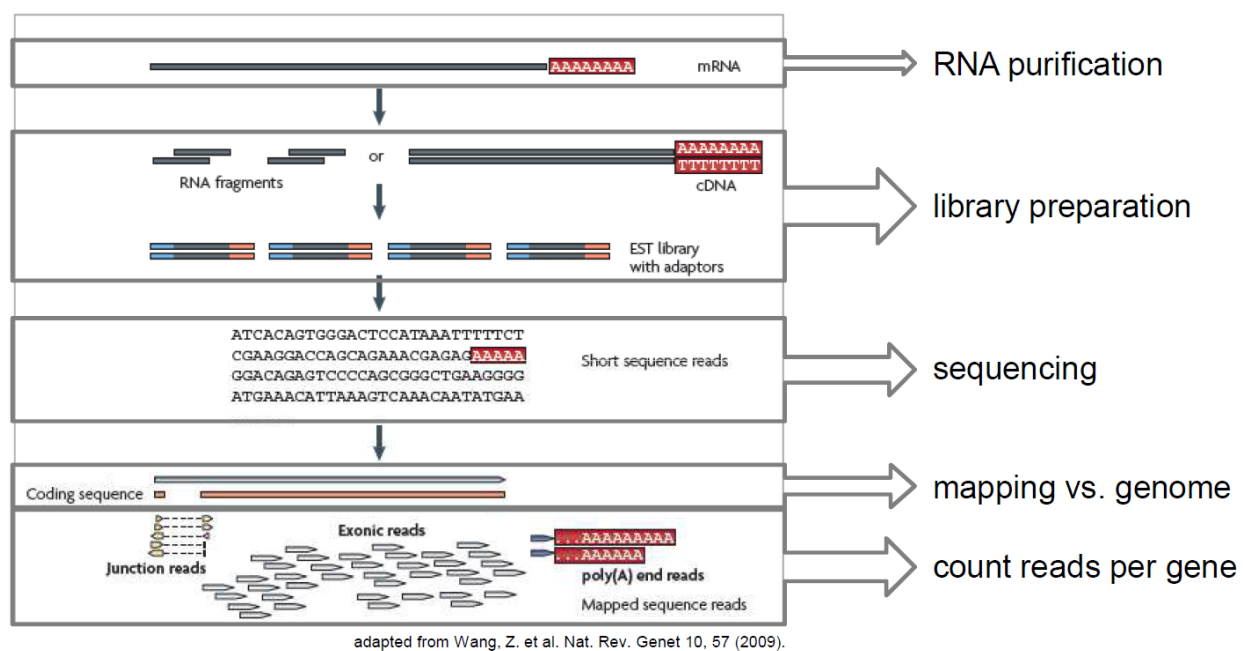 AAAAAAAA
mRNA
RNA purification
RNA fragments
or
AAAAAAAA
TTTTTTTT
cDNA
library preparation
EST library
with adaptors
ATCACAGTGGGACTCCATAAATTTTTCT
CGAAGGACCAGCAGAAACGAGAGAAAAA
GGACAGAGTCCCCAGCGGGCTGAAGGGG
ATGAAACATTAAAGTCAAACAATATGAA
Short sequence reads
sequencing
Coding sequence
mapping vs. genome
Junction reads
Exonic reads
...AAAAAAAAA
...AAAAAA
poly(A) end reads
Mapped sequence reads
count reads per gene
adapted from Wang, Z. et al. Nat. Rev. Genet 10, 57 (2009).